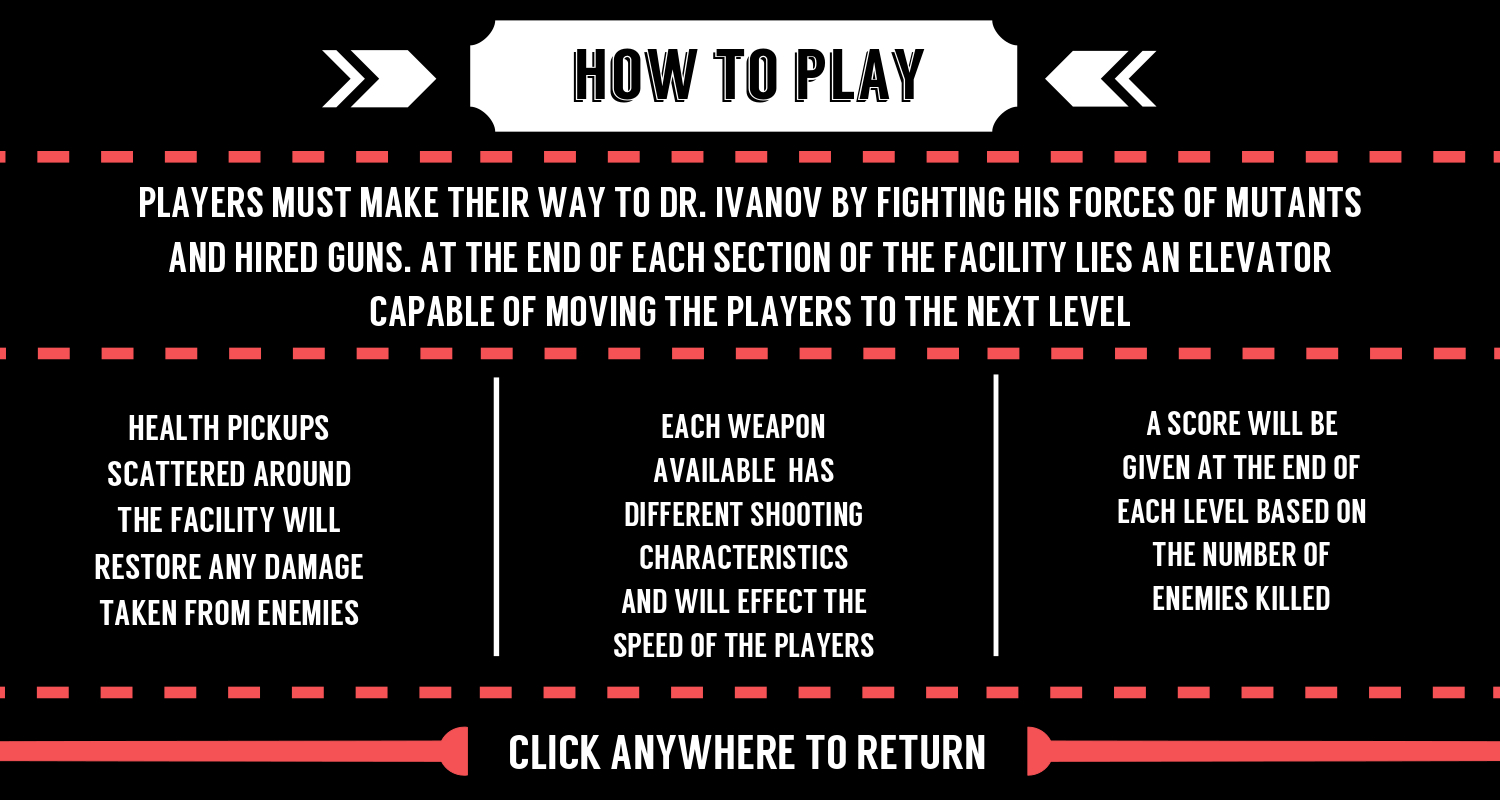 HOW TO PLAY
PLAYERS MUST MAKE THEIR WAY TO DR. IVANOV BY FIGHTING HIS FORCES OF MUTANTS
AND HIRED GUNS. AT THE END OF EACH SECTION OF THE FACILITY LIES AN ELEVATOR
CAPABLE OF MOVING THE PLAYERS TO THE NEXT LEVEL
HEALTH PICKUPS
SCATTERED AROUND
THE FACILITY WILL
RESTORE ANY DAMAGE
TAKEN FROM ENEMIES
EACH WEAPON
AVAILABLE  HAS
DIFFERENT SHOOTING
CHARACTERISTICS
AND WILL EFFECT THE
SPEED OF THE PLAYERS
A SCORE WILL BE
GIVEN AT THE END OF
EACH LEVEL BASED ON
THE NUMBER OF
ENEMIES KILLED
CLICK ANYWHERE TO RETURN